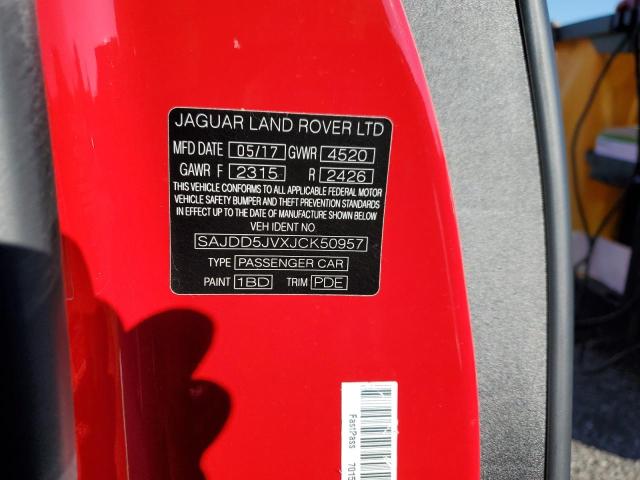 JAGUAR LAND ROVER LTD
MFD DATE 05/17 GVWR 4520
GAWR F 2315 R 2426
THIS VEHICLE CONFORMS TO ALL APPLICABLE FEDERAL MOTOR
VEHICLE SAFETY BUMPER AND THEFT PREVENTION STANDARDS
IN EFFECT UP TO DATE OF MANUFACTURE SHOWN BELOW
VEH IDENT NO
SAJDD5JVXJCK50957
TYPE PASSENGER CAR
PAINT 1BD TRIM PDE
FastPass
7015